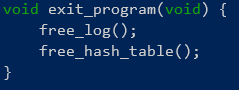 void exit_program(void) {
    free_log();
    free_hash_table();
}